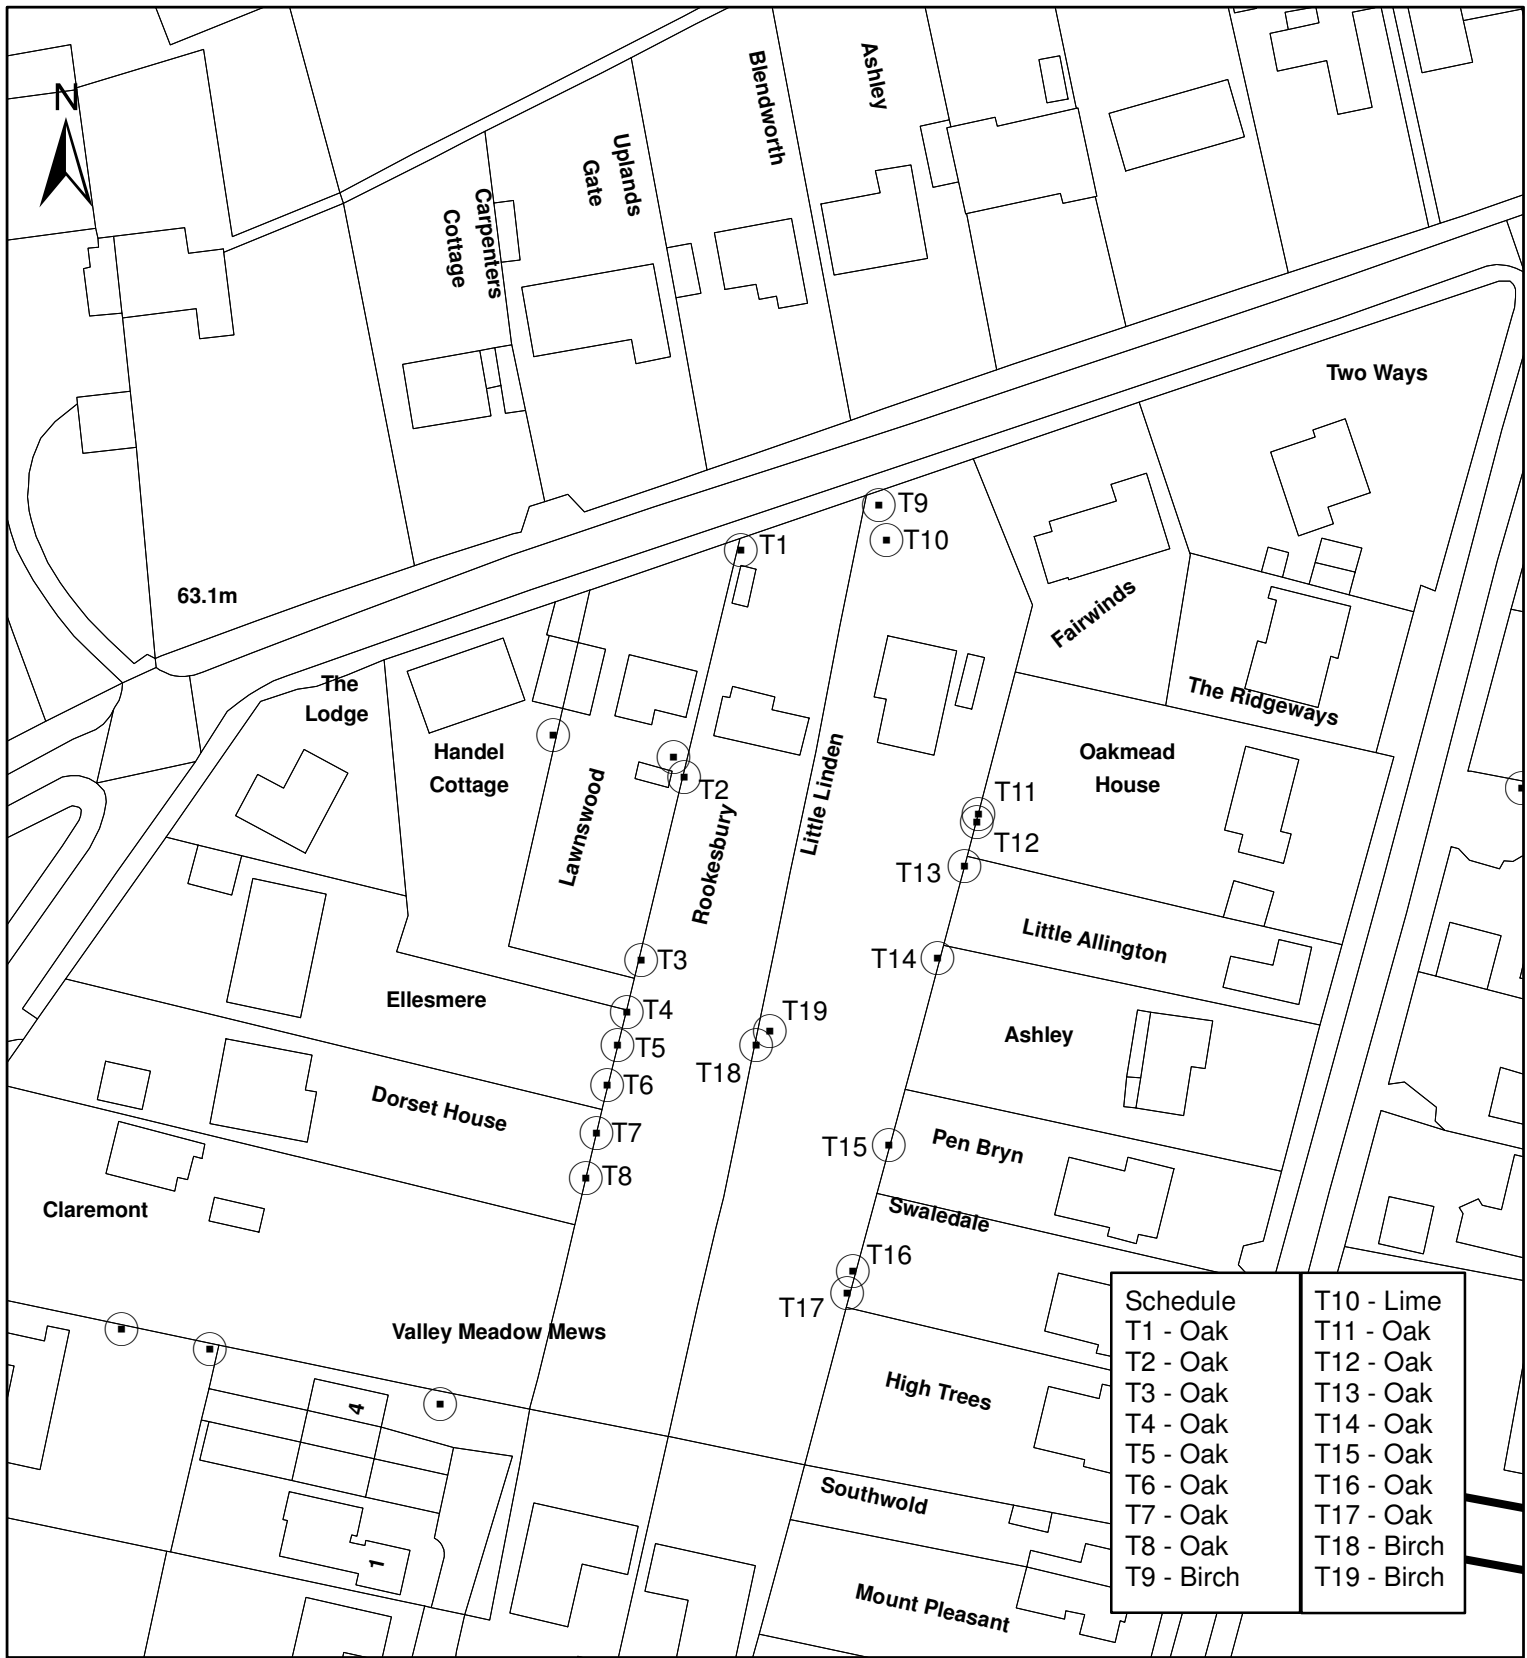 N
Carpenters
Cottage
Uplands
Gate
Blendworth
Ashley
Two Ways
63.1m
T9
T10
T1
Fairwinds
The
Lodge
The Ridgeways
Handel
Cottage
Lawnswood
T2
Rookesbury
Little Linden
Oakmead
House
T11
T12
T13
Little Allington
T14
T3
Ellesmere
T4
T5
T19
T18
Ashley
T6
Dorset House
T7
T8
T15
Pen Bryn
Claremont
Swaledale
T16
T17
Valley Meadow Mews
High Trees
4
Southwold
1
Mount Pleasant
Schedule
T1 - Oak
T2 - Oak
T3 - Oak
T4 - Oak
T5 - Oak
T6 - Oak
T7 - Oak
T8 - Oak
T9 - Birch
T10 - Lime
T11 - Oak
T12 - Oak
T13 - Oak
T14 - Oak
T15 - Oak
T16 - Oak
T17 - Oak
T18 - Birch
T19 - Birch